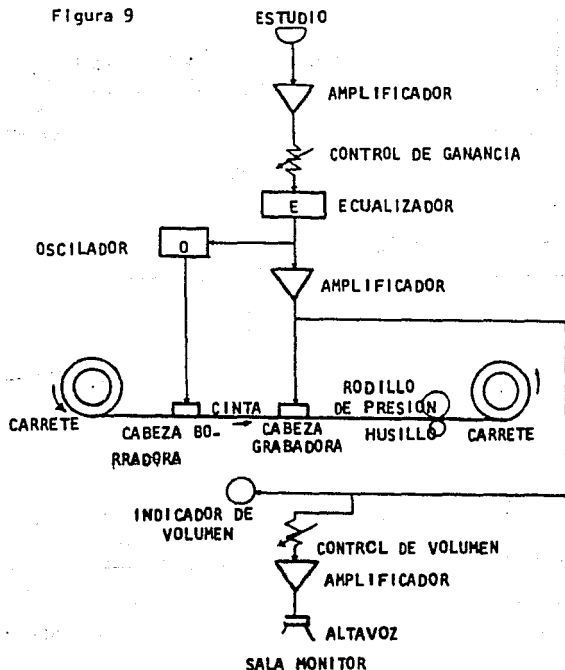 Figura 9
ESTUDIO
AMPLIFICADOR
CONTROL DE GANANCIA
E
ECUALIZADOR
OSCILADOR
O
AMPLIFICADOR
RODILLO
DE PRESION
CARRETE
CINTA
CABEZA BO-
RRADORA
CABEZA
GRABADORA
HUSILLO
CARRETE
INDICADOR DE
VOLUMEN
CONTROL DE VOLUMEN
AMPLIFICADOR
ALTAVOZ
SALA MONITOR